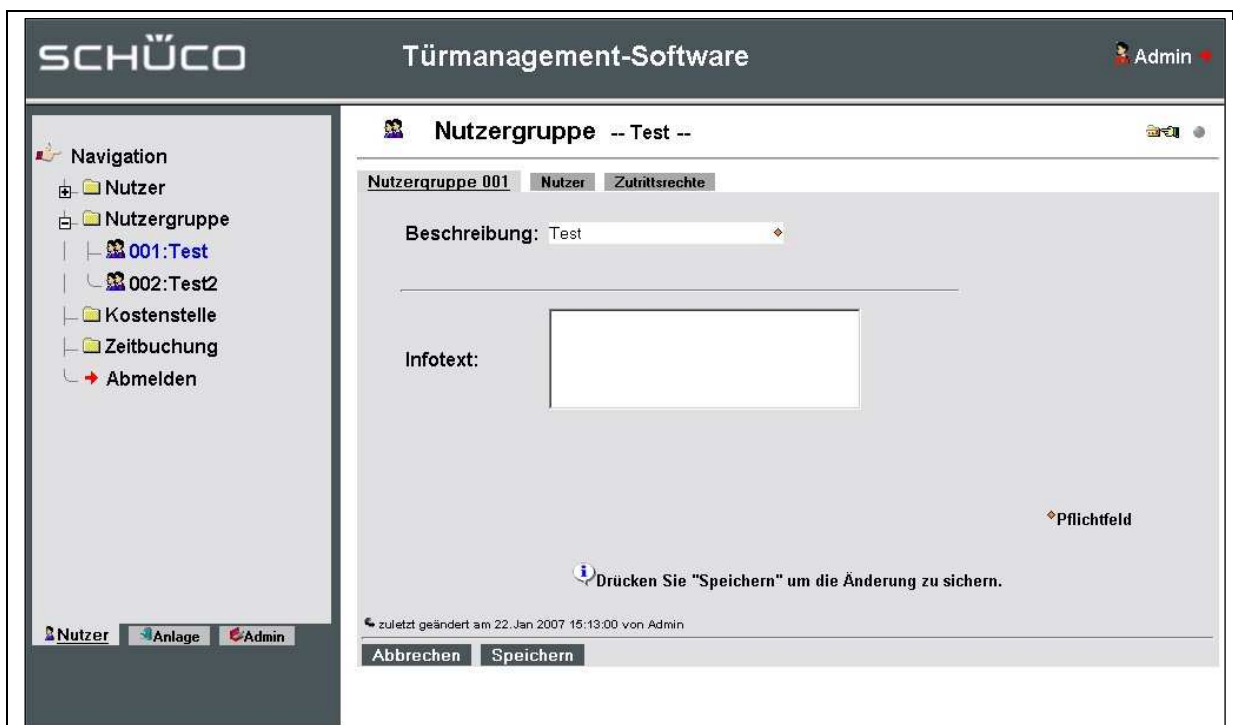 SCHÜCO
Türmanagement-Software
Admin
Navigation
Nutzer
Nutzergruppe
001:Test
002:Test2
Kostenstelle
Zeitbuchung
Abmelden
Nutzer Anlage Admin
Nutzergruppe -- Test --
Nutzergruppe 001 Nutzer Zutrittsrechte
Beschreibung: Test
Infotext:
Pflichtfeld
Drücken Sie "Speichern" um die Änderung zu sichern.
zuletzt geändert am 22.Jan 2007 15:13:00 von Admin
Abbrechen Speichern